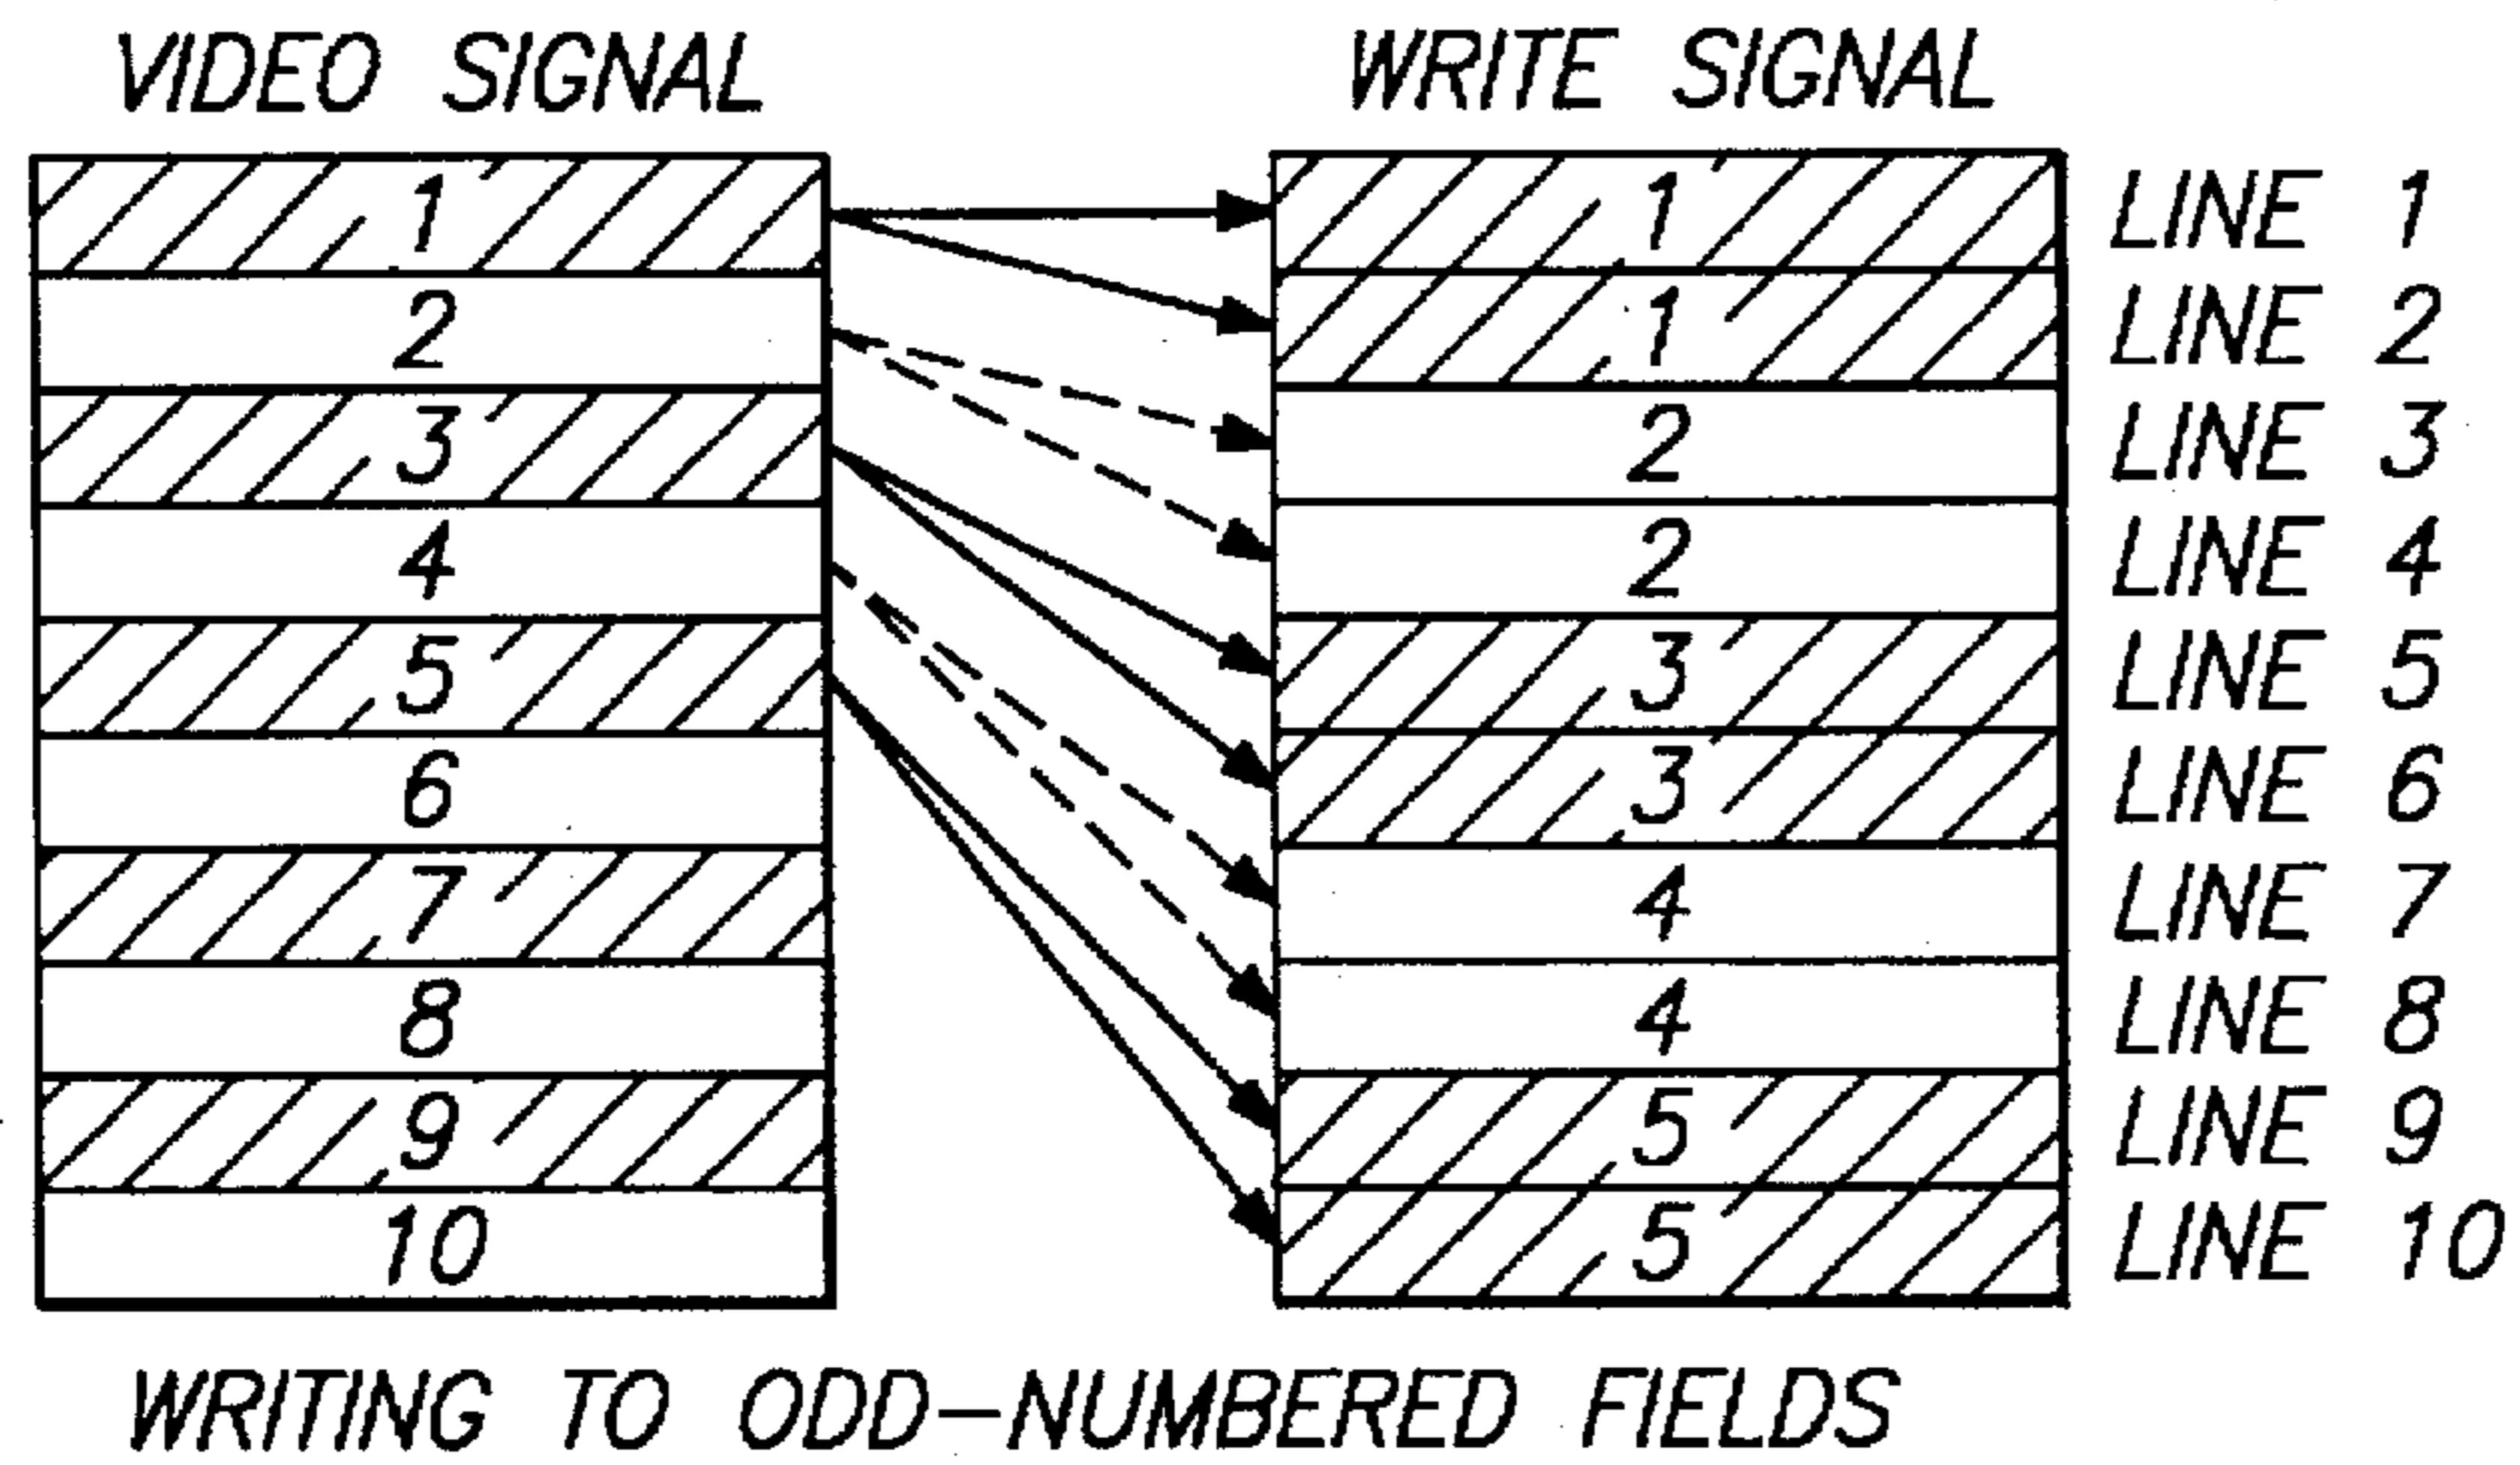 VIDEO SIGNAL WRITE SIGNAL
1 1 LINE 1
2 1 LINE 2
3 2 LINE 3
4 2 LINE 4
5 3 LINE 5
6 3 LINE 6
7 4 LINE 7
8 4 LINE 8
9 5 LINE 9
10 5 LINE 10
WRITING TO ODD-NUMBERED FIELDS